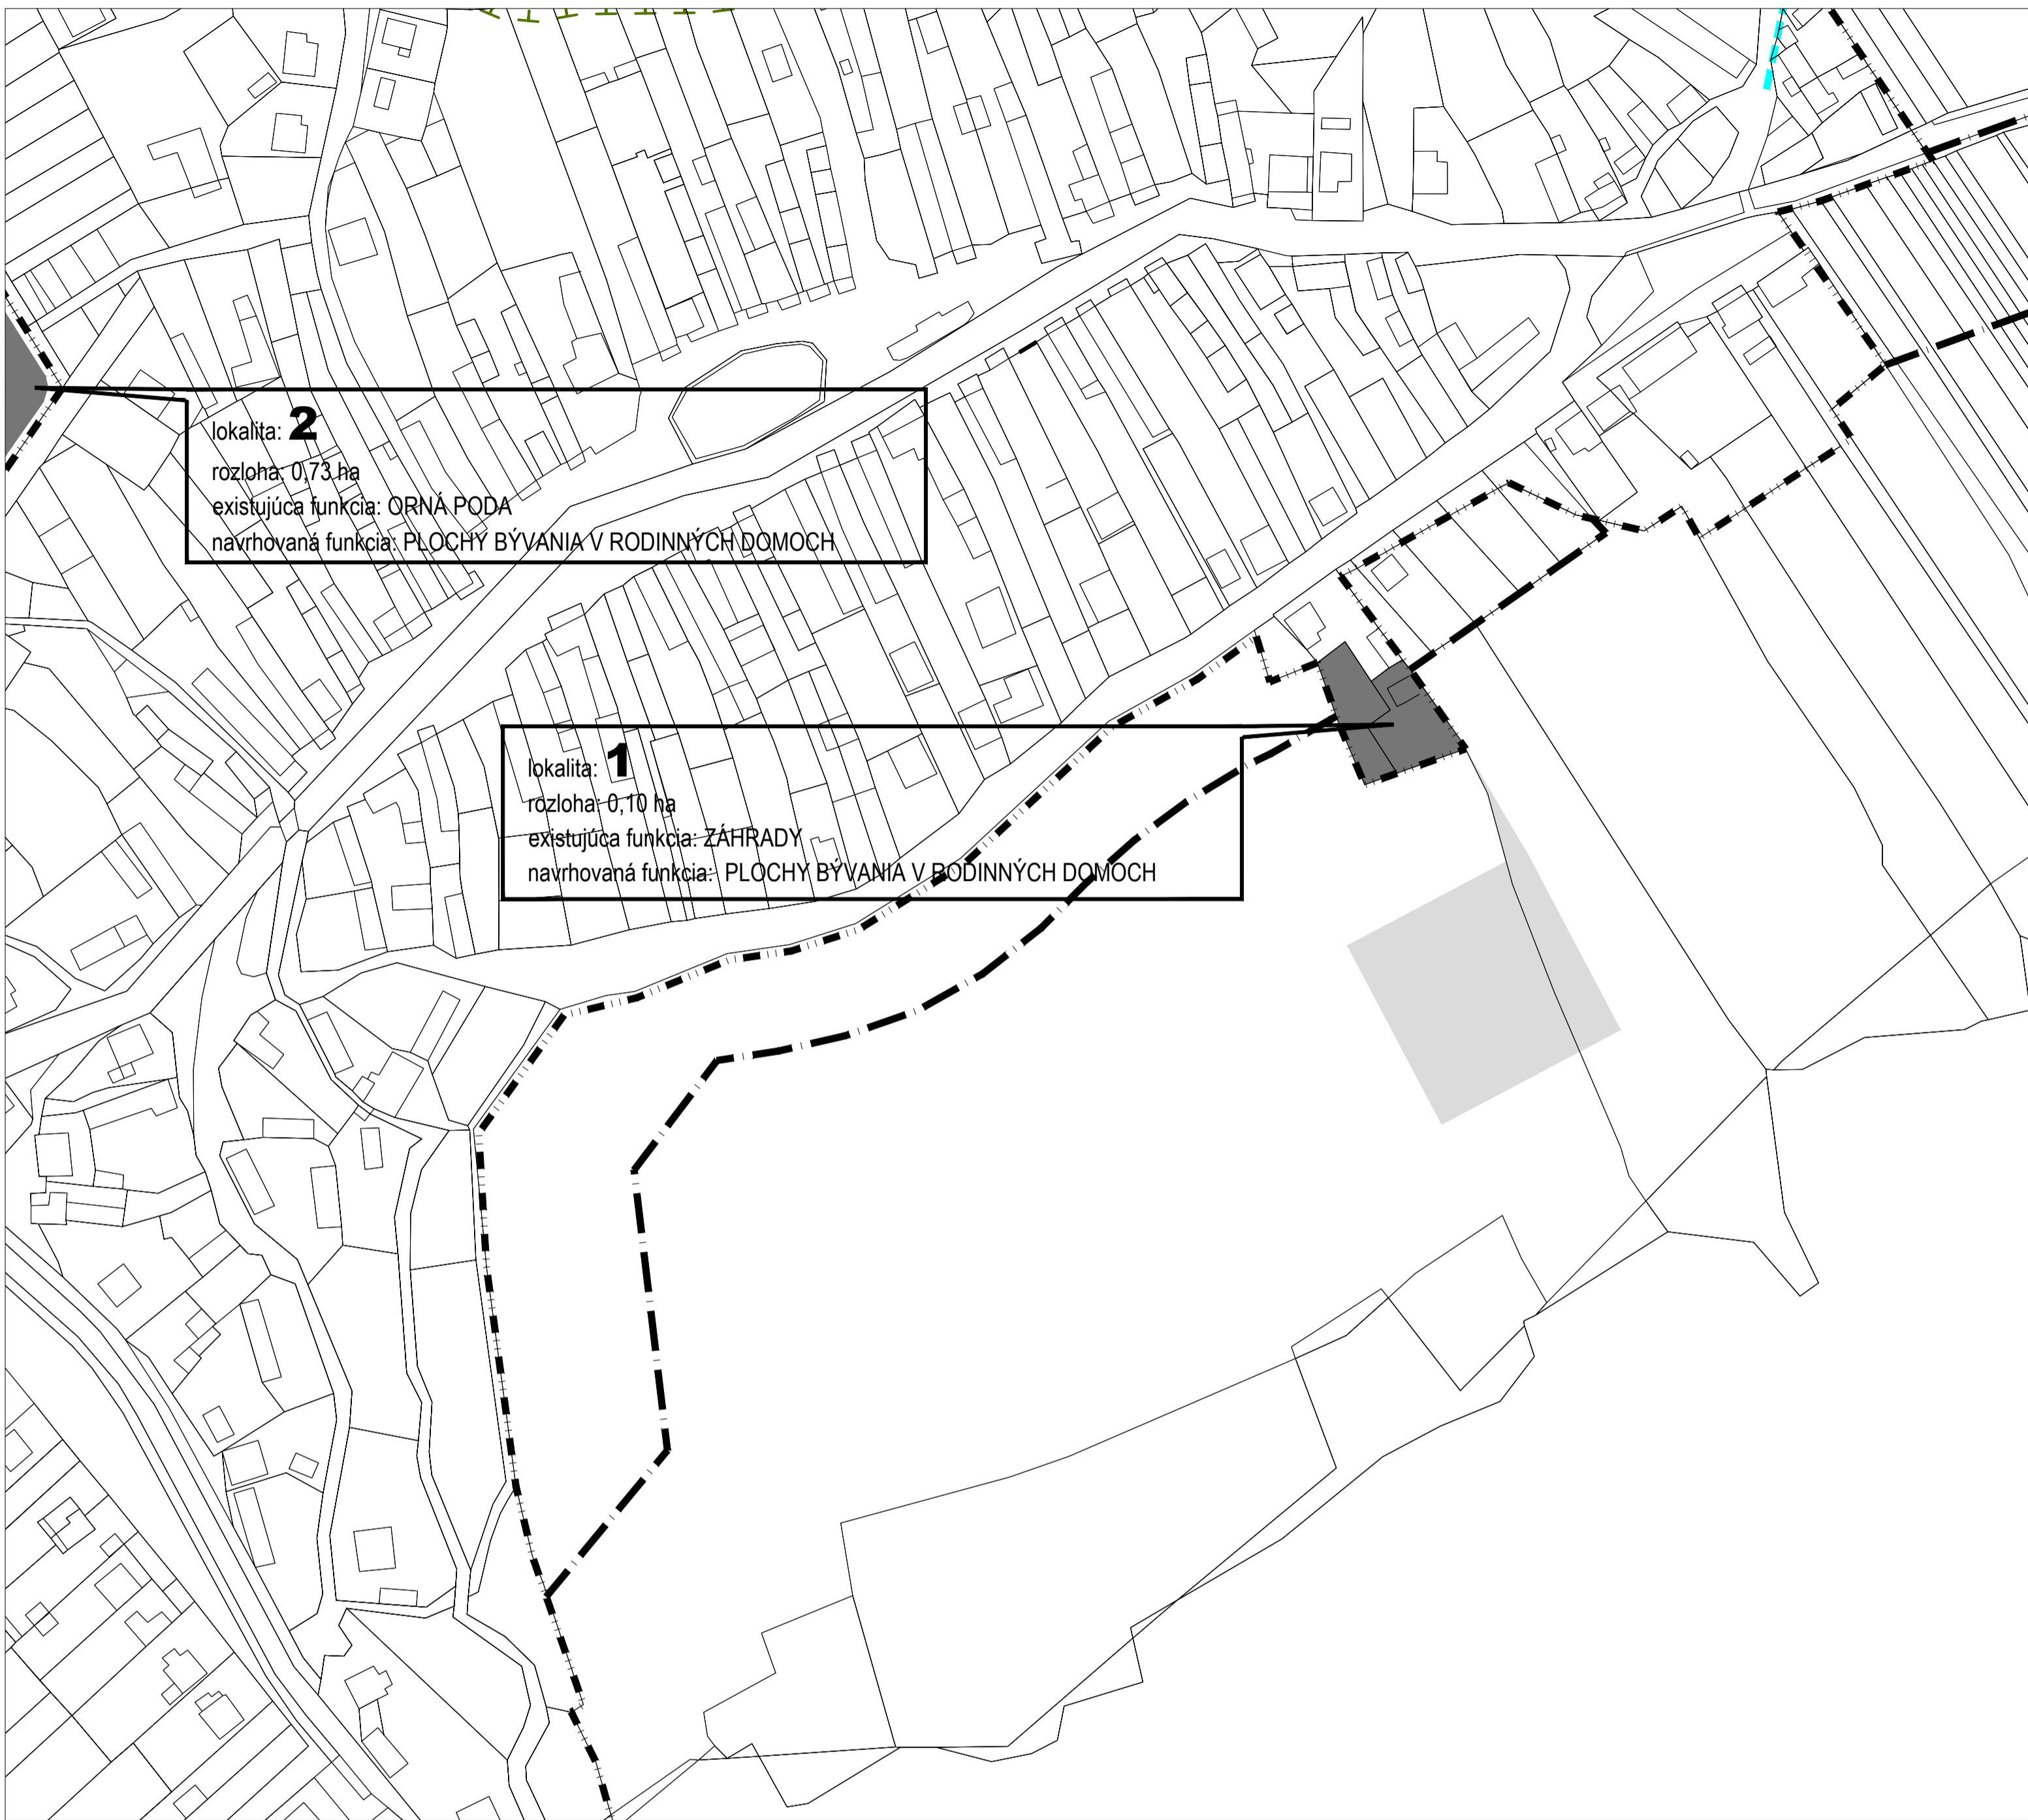 lokalita: 2
rozloha: 0,73 ha
existujúca funkcia: ORNÁ PODA
navrhovaná funkcia: PLOCHY BÝVANIA V RODINNÝCH DOMOCH
lokalita: 1
rozloha: 0,10 ha
existujúca funkcia: ZÁHRADY
navrhovaná funkcia: PLOCHY BÝVANIA V RODINNÝCH DOMOCH